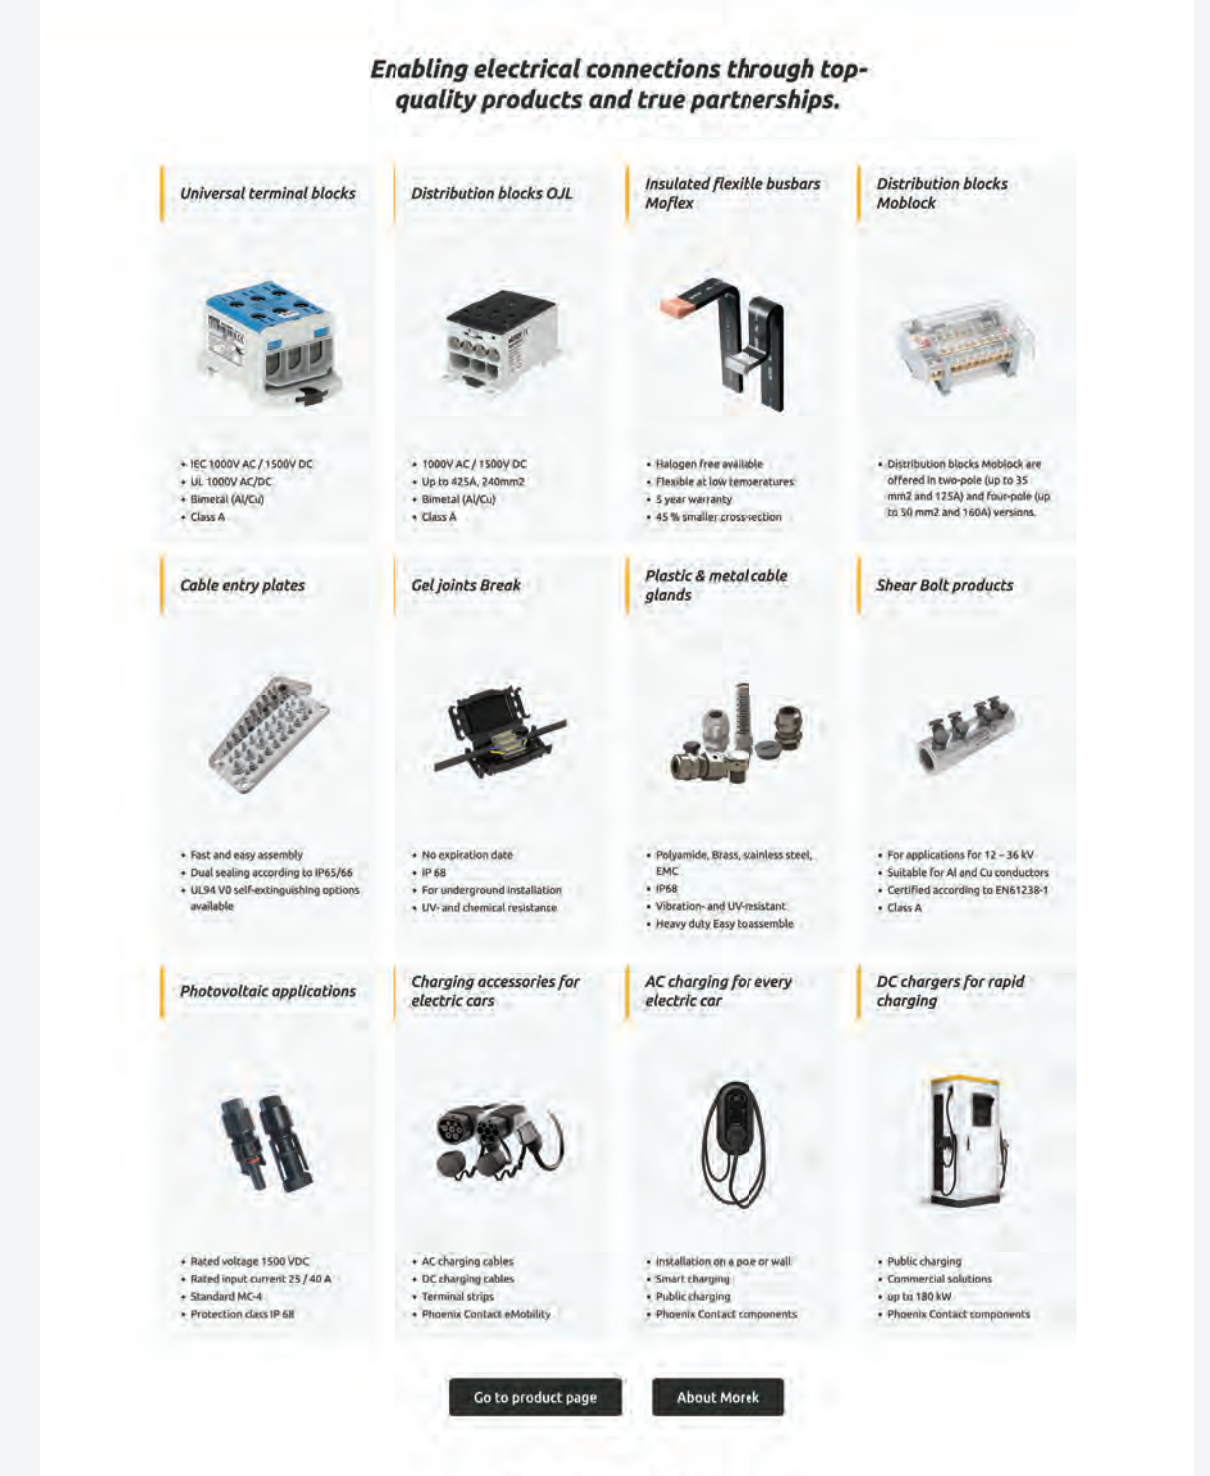 Enabling electrical connections through top-
quality products and true partnerships.
Universal terminal blocks
IEC 1000V AC / 1500V DC
UL 1000V AC/DC
Bimetal (Al/Cu)
Class A
Distribution blocks OJL
1000V AC / 1500V DC
Up to 425A, 240mm2
Bimetal (Al/Cu)
Class A
Insulated flexible busbars
Moflex
Halogen free available
Flexible at low temperatures
5 year warranty
45 % smaller cross-section
Distribution blocks
Moblock
Distribution blocks Moblock are
offered in two-pole (up to 35
mm2 and 125A) and four-pole (up
to 50 mm2 and 160A) versions.
Cable entry plates
Fast and easy assembly
Dual sealing according to IP65/66
UL94 V0 self-extinguishing options
available
Gel joints Break
No expiration date
IP 68
For underground installation
UV- and chemical resistance
Plastic & metal cable
glands
Polyamide, Brass, stainless steel,
EMC
IP68
Vibration- and UV-resistant
Heavy duty Easy to assemble
Shear Bolt products
For applications for 12 – 36 kV
Suitable for Al and Cu conductors
Certified according to EN61238-1
Class A
Photovoltaic applications
Rated voltage 1500 VDC
Rated input current 25 / 40 A
Standard MC-4
Protection class IP 68
Charging accessories for
electric cars
AC charging cables
DC charging cables
Terminal strips
Phoenix Contact eMobility
AC charging for every
electric car
Installation on a pole or wall
Smart charging
Public charging
Phoenix Contact components
DC chargers for rapid
charging
Public charging
Commercial solutions
up to 180 kW
Phoenix Contact components
Go to product page
About Morek